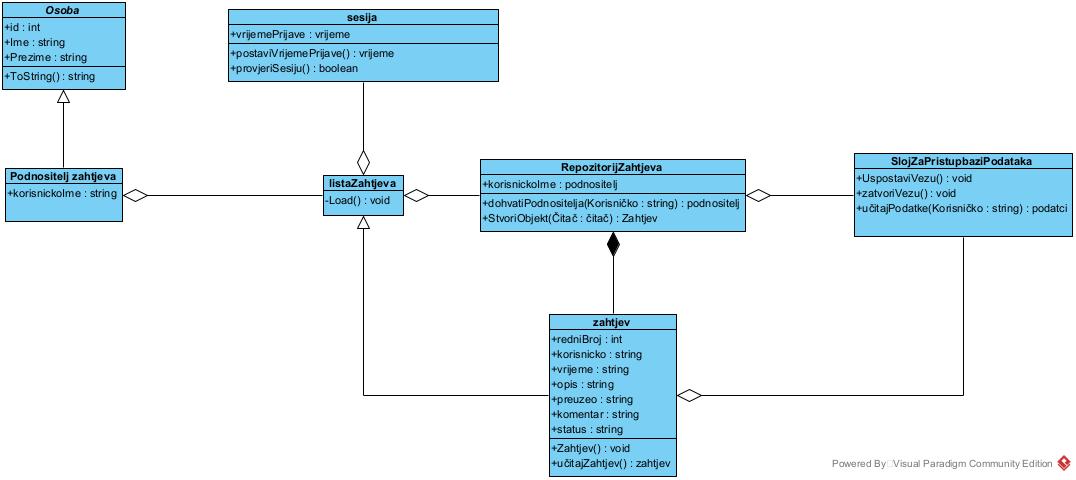 Osoba
+id : int
+Ime : string
+Prezime : string
+ToString() : string
sesija
+vrijemePrijave : vrijeme
+postaviVrijemePrijave() : vrijeme
+provjeriSesiju() : boolean
Podnositelj zahtjeva
+korisnickoIme : string
listaZahtjeva
-Load() : void
RepozitorijZahtjeva
+korisnickoIme : podnositelj
+dohvatiPodnositelja(Korisničko : string) : podnositelj
+StvoriObjekt(Čitač : čitač) : Zahtjev
SlojZaPristupbaziPodataka
+UspostaviVezu() : void
+zatvoriVezu() : void
+učitajPodatke(Korisničko : string) : podatci
zahtjev
+redniBroj : int
+korisnicko : string
+vrijeme : string
+opis : string
+preuzeo : string
+komentar : string
+status : string
+Zahtjev() : void
+učitajZahtjev() : zahtjev
Powered By Visual Paradigm Community Edition